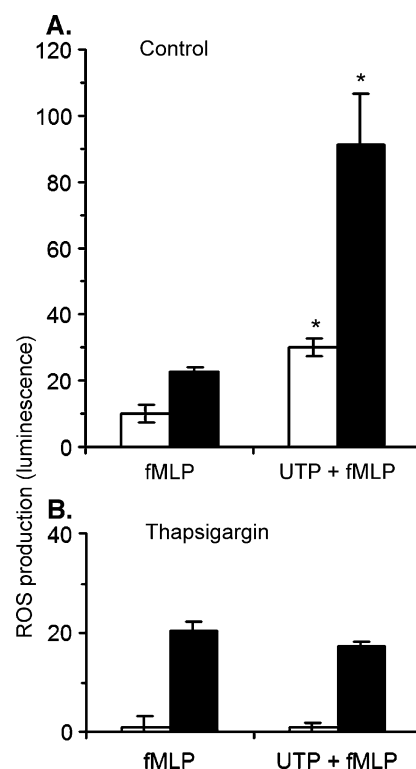 A.
Control
120
100
80
60
40
20
0
*
*
fMLP UTP + fMLP
ROS production (luminescence)
B.
Thapsigargin
40
20
0
fMLP UTP + fMLP